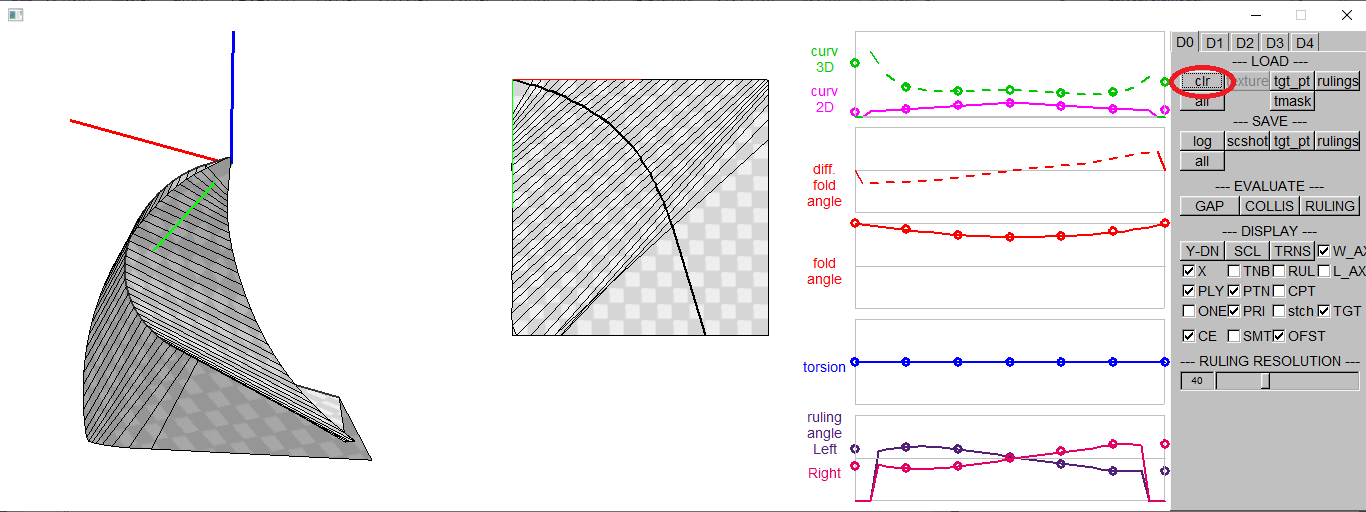 curv
3D
curv
2D
diff.
fold
angle
fold
angle
torsion
ruling
angle
Left
Right
D0 D1 D2 D3 D4
--- LOAD ---
clr exture tgt_pt rulings
all tmask
--- SAVE ---
log scshot tgt_pt rulings
all
--- EVALUATE ---
GAP COLLIS RULING
--- DISPLAY ---
Y-DN SCL TRNS W_AX
X TNB RUL L_AX
PLY PTN CPT
ONE PRI stch TGT
CE SMT OFST
--- RULING RESOLUTION ---
40